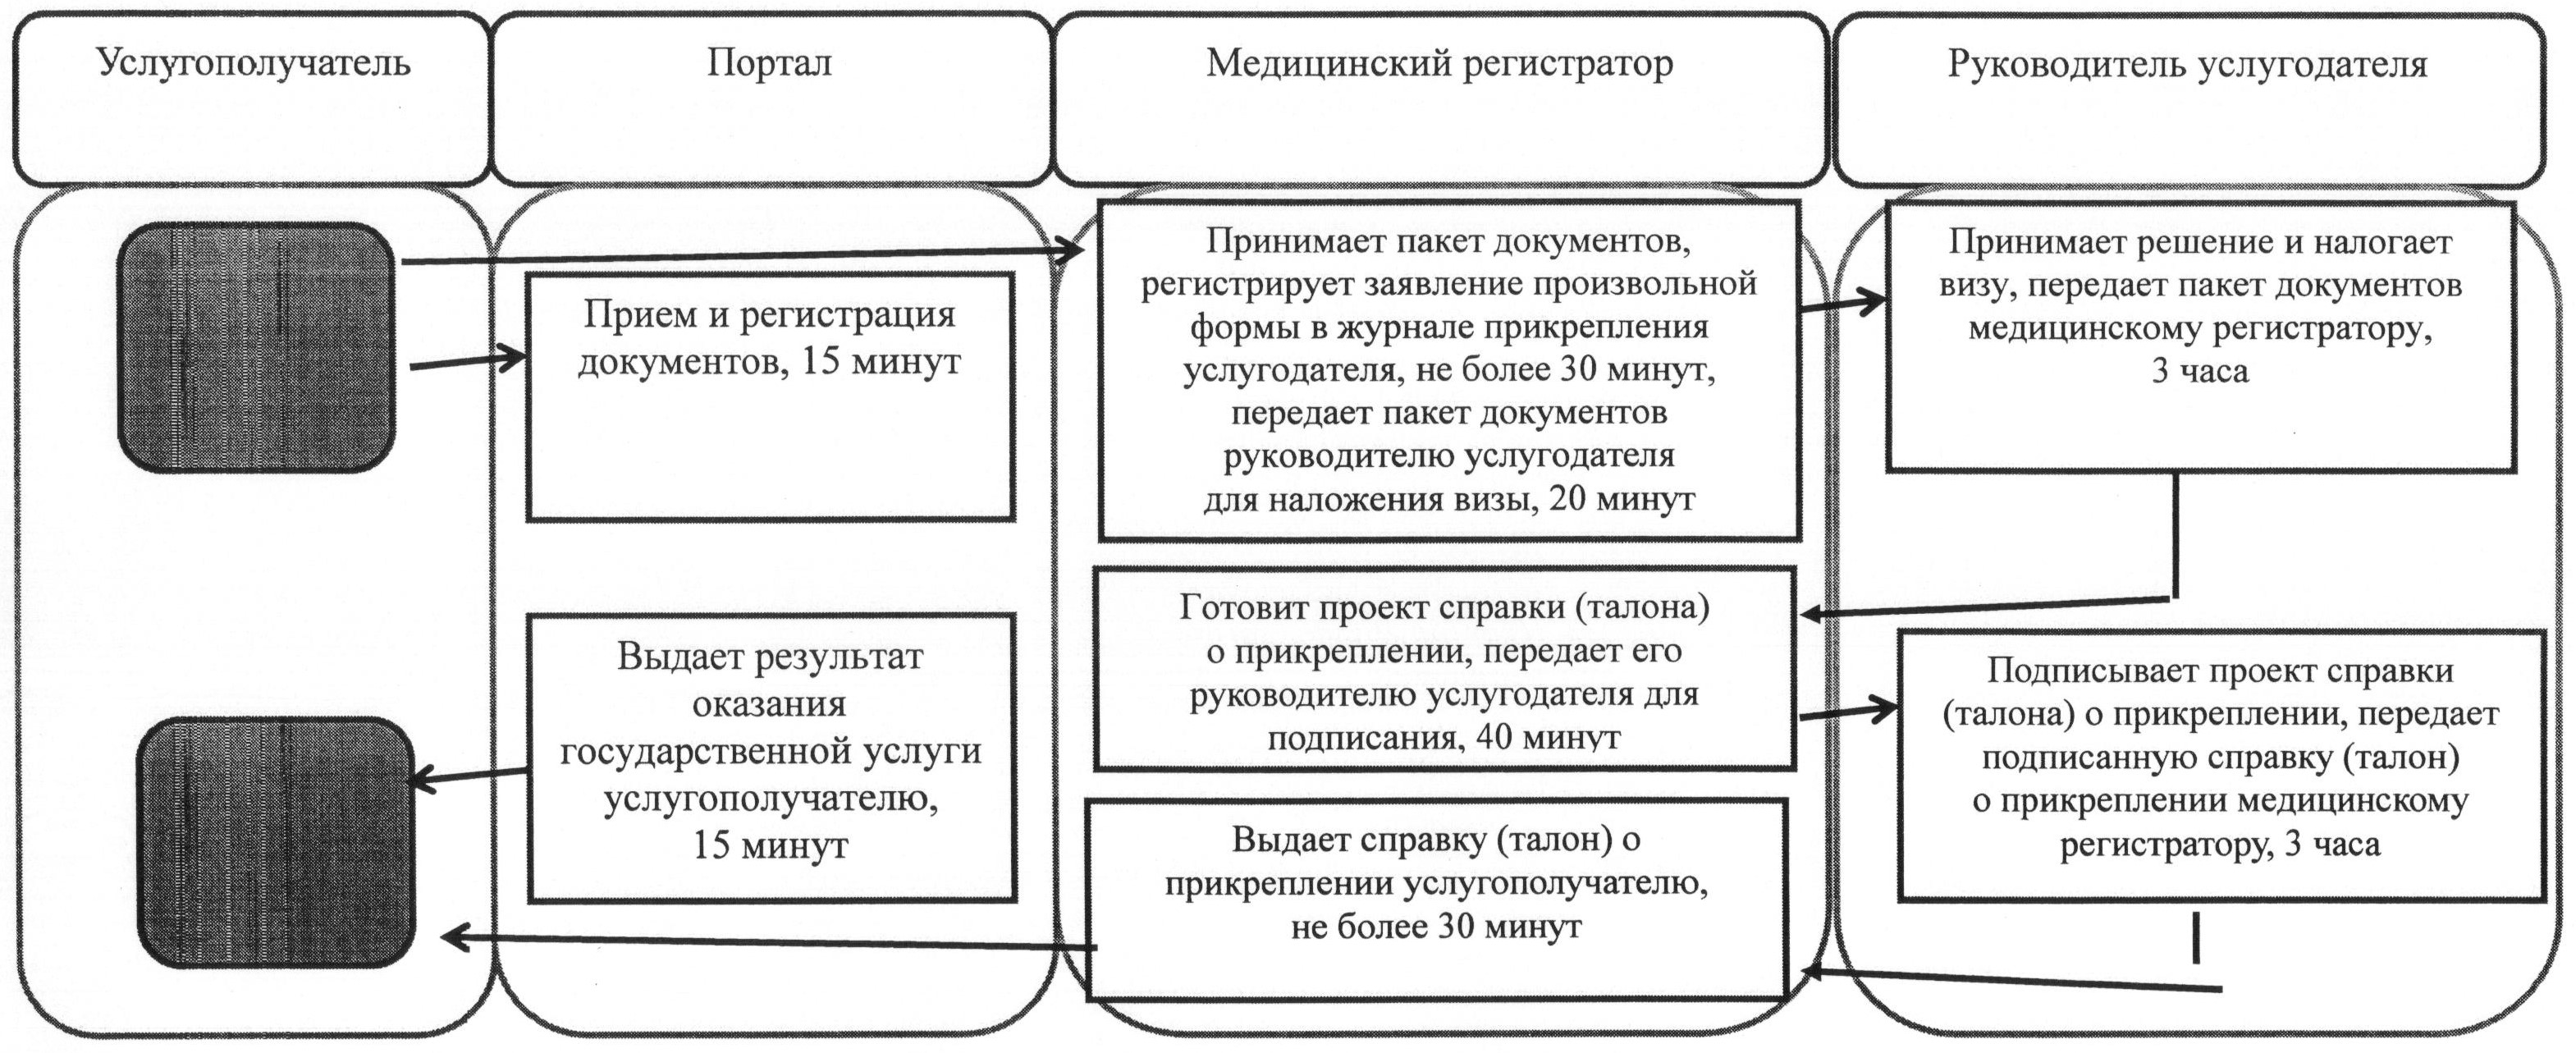 Услугополучатель
Портал
Медицинский регистратор
Руководитель услугодателя
Прием и регистрация
документов, 15 минут
Принимает пакет документов,
регистрирует заявление произвольной
формы в журнале прикрепления
услугодателя, не более 30 минут,
передает пакет документов
руководителю услугодателя
для наложения визы, 20 минут
Принимает решение и налогает
визу, передает пакет документов
медицинскому регистратору,
3 часа
Готовит проект справки (талона)
о прикреплении, передает его
руководителю услугодателя для
подписания, 40 минут
Подписывает проект справки
(талона) о прикреплении, передает
подписанную справку (талон)
о прикреплении медицинскому
регистратору, 3 часа
Выдает справку (талон) о
прикреплении услугополучателю,
не более 30 минут
Выдает результат
оказания
государственной услуги
услугополучателю,
15 минут